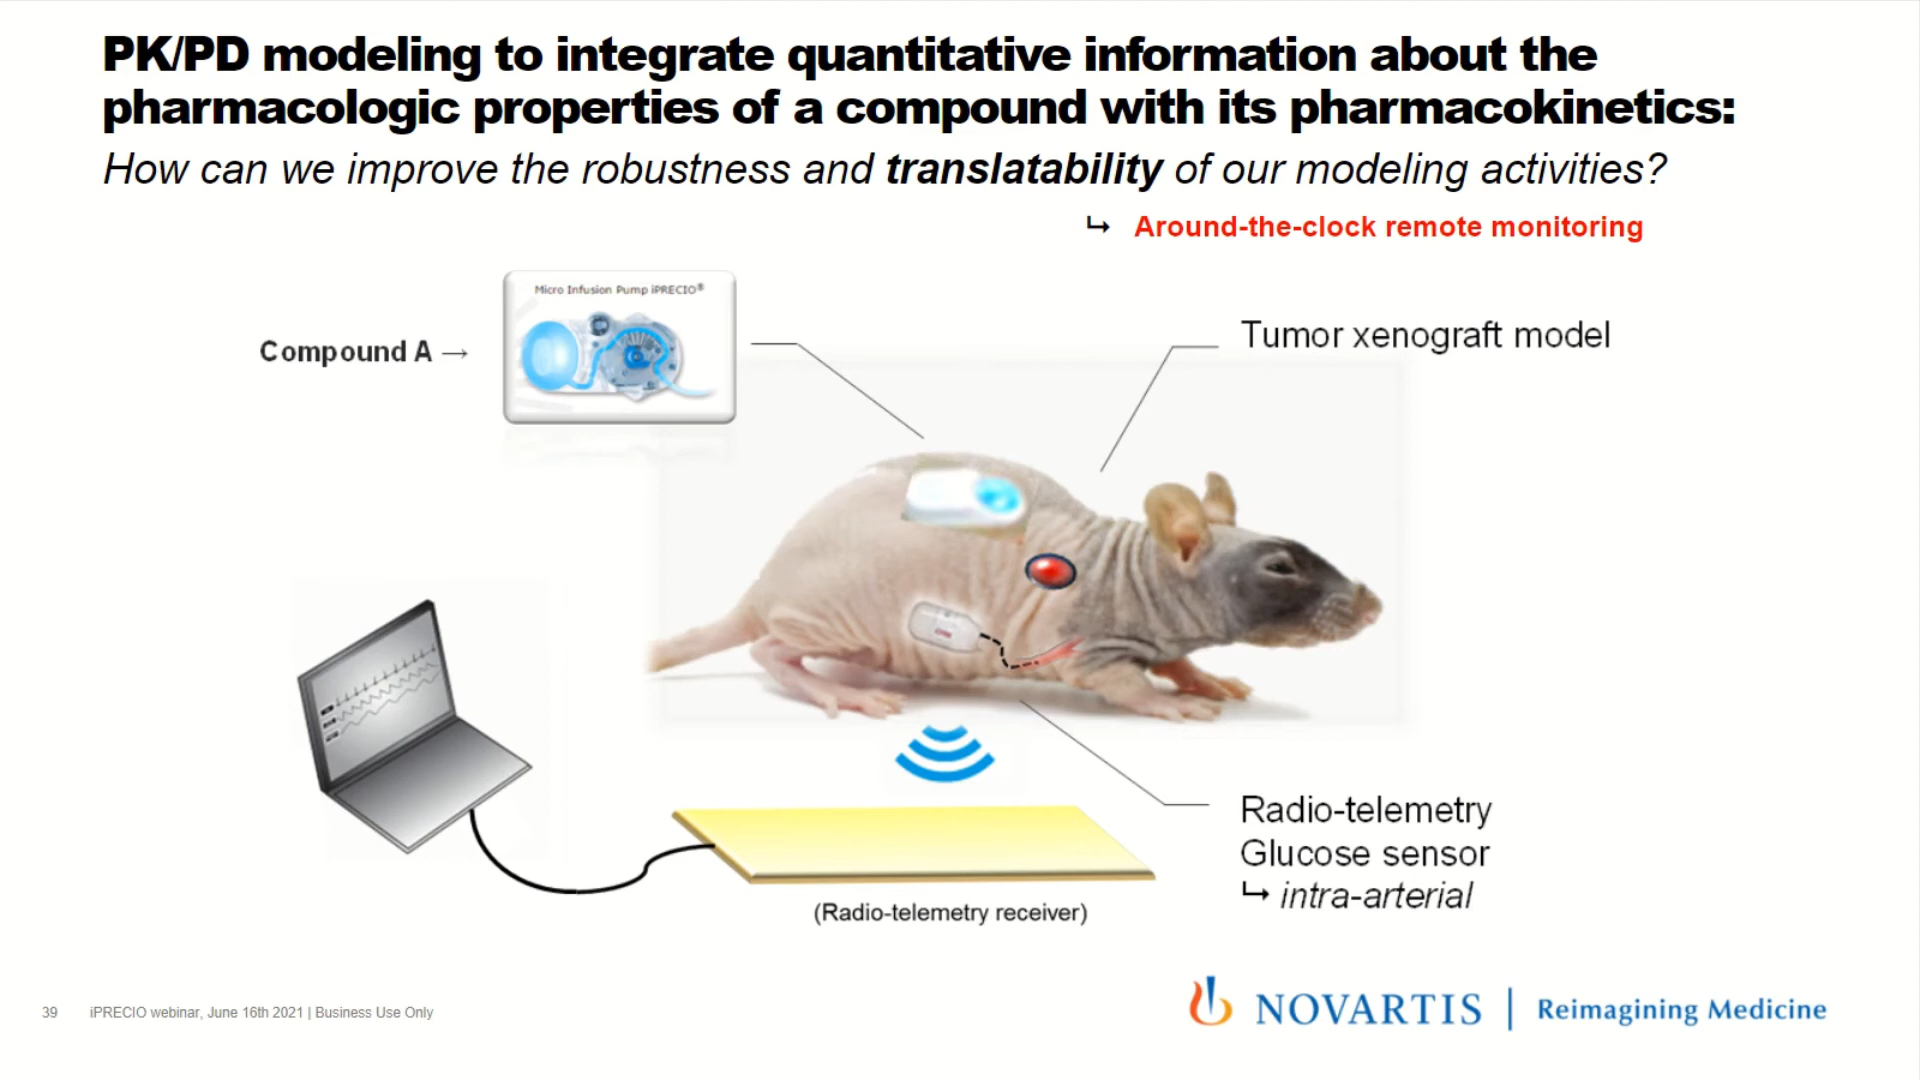 PK/PD modeling to integrate quantitative information about the
pharmacologic properties of a compound with its pharmacokinetics:
How can we improve the robustness and translatability of our modeling activities?
↳ Around-the-clock remote monitoring
Micro Infusion Pump iPRECIO®
Compound A →
Tumor xenograft model
Radio-telemetry
Glucose sensor
↳ intra-arterial
(Radio-telemetry receiver)
39 iPRECIO webinar, June 16th 2021 | Business Use Only
NOVARTIS | Reimagining Medicine